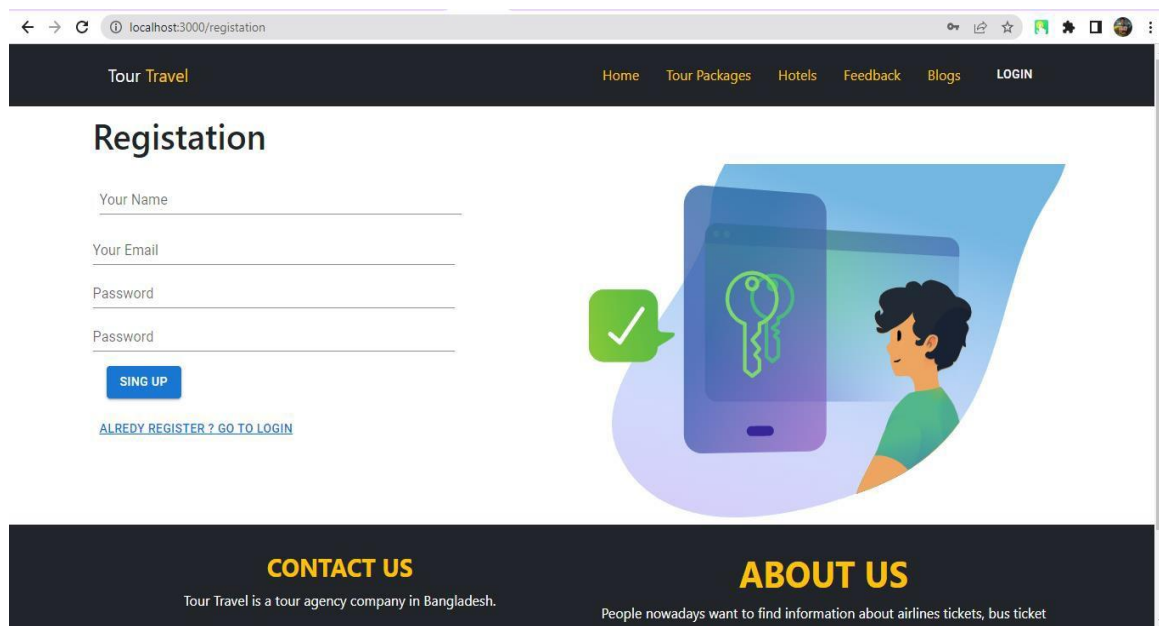 localhost:3000/registation
Tour Travel Home Tour Packages Hotels Feedback Blogs LOGIN
Registation
Your Name
Your Email
Password
Password
SING UP
ALREDY REGISTER ? GO TO LOGIN
CONTACT US
Tour Travel is a tour agency company in Bangladesh.
ABOUT US
People nowadays want to find information about airlines tickets, bus ticket